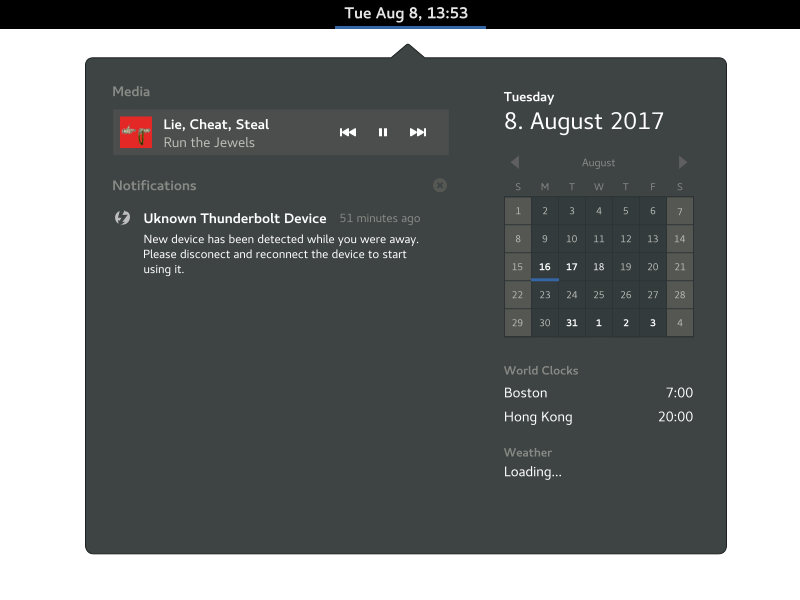 Tue Aug 8, 13:53
Media
Lie, Cheat, Steal
Run the Jewels
Notifications
Uknown Thunderbolt Device 51 minutes ago
New device has been detected while you were away.
Please disconect and reconnect the device to start
using it.
Tuesday
8. August 2017
August
S M T W T F S
1 2 3 4 5 6 7
8 9 10 11 12 13 14
15 16 17 18 19 20 21
22 23 24 25 26 27 28
29 30 31 1 2 3 4
World Clocks
Boston 7:00
Hong Kong 20:00
Weather
Loading...